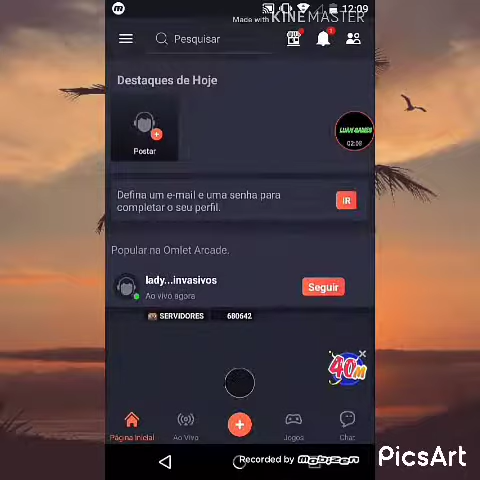 12:09
Made with KINEMASTER
Pesquisar
Destaques de Hoje
Postar
LUAN GAMES
02:08
Defina um e-mail e uma senha para
completar o seu perfil.
IR
Popular na Omlet Arcade.
lady...invasivos
Ao vivo agora
Seguir
SERVIDORES
680642
40M
Página Inicial
Ao Vivo
Jogos
Chat
Recorded by mobizen
PicsArt